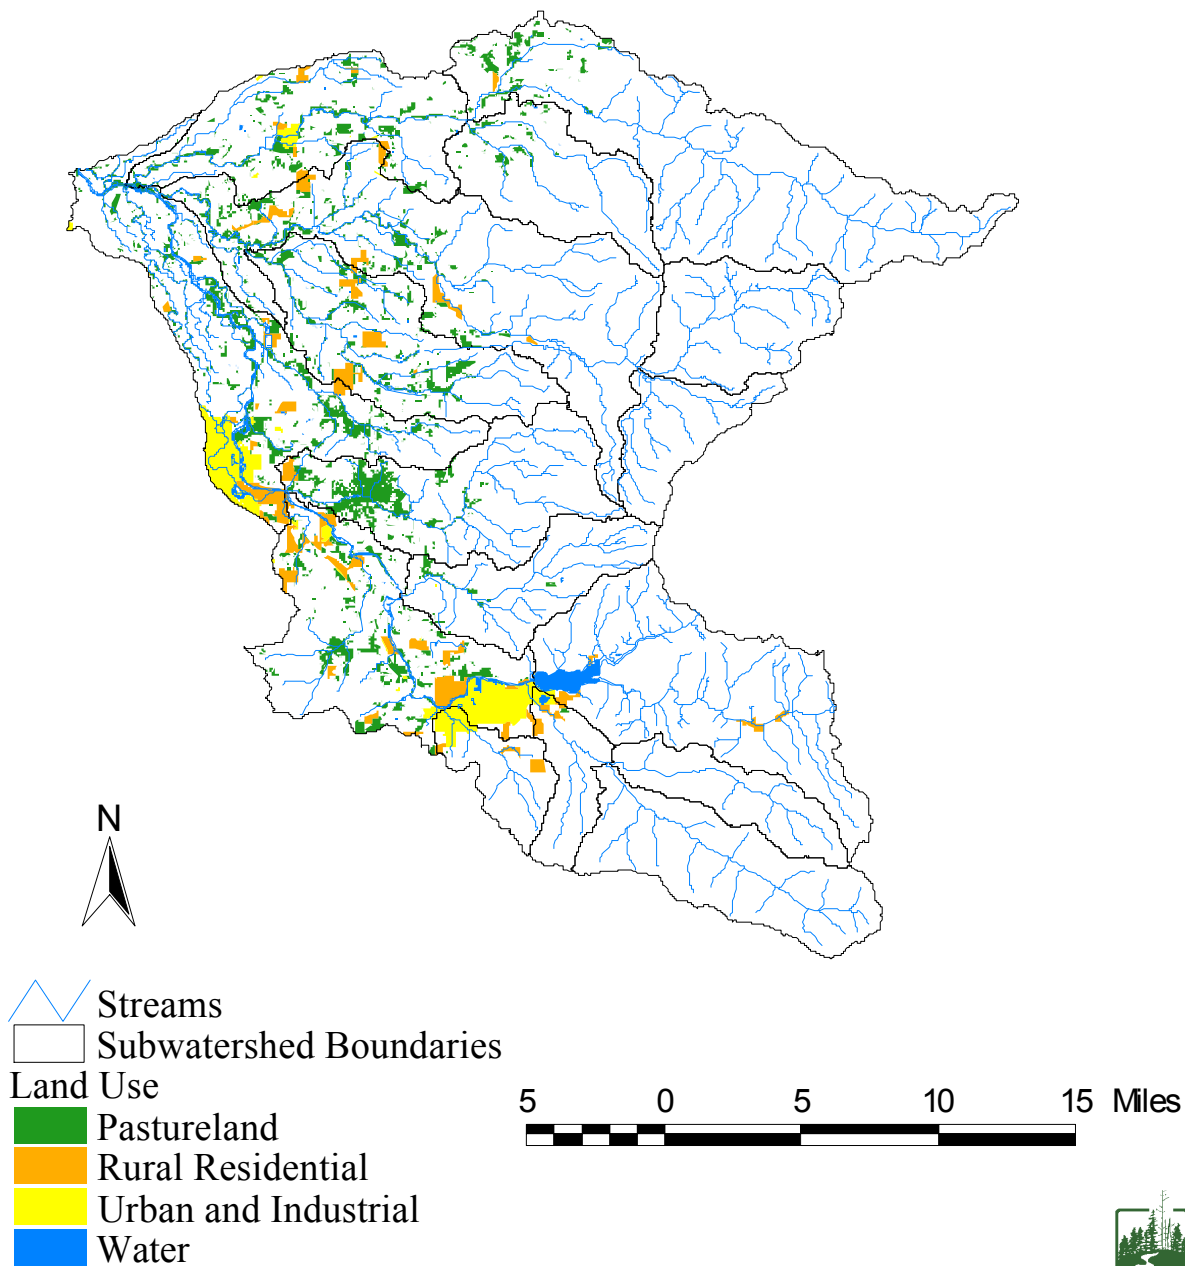 N
Streams
Subwatershed Boundaries
Land Use
Pastureland
Rural Residential
Urban and Industrial
Water
5 0 5 10 15 Miles